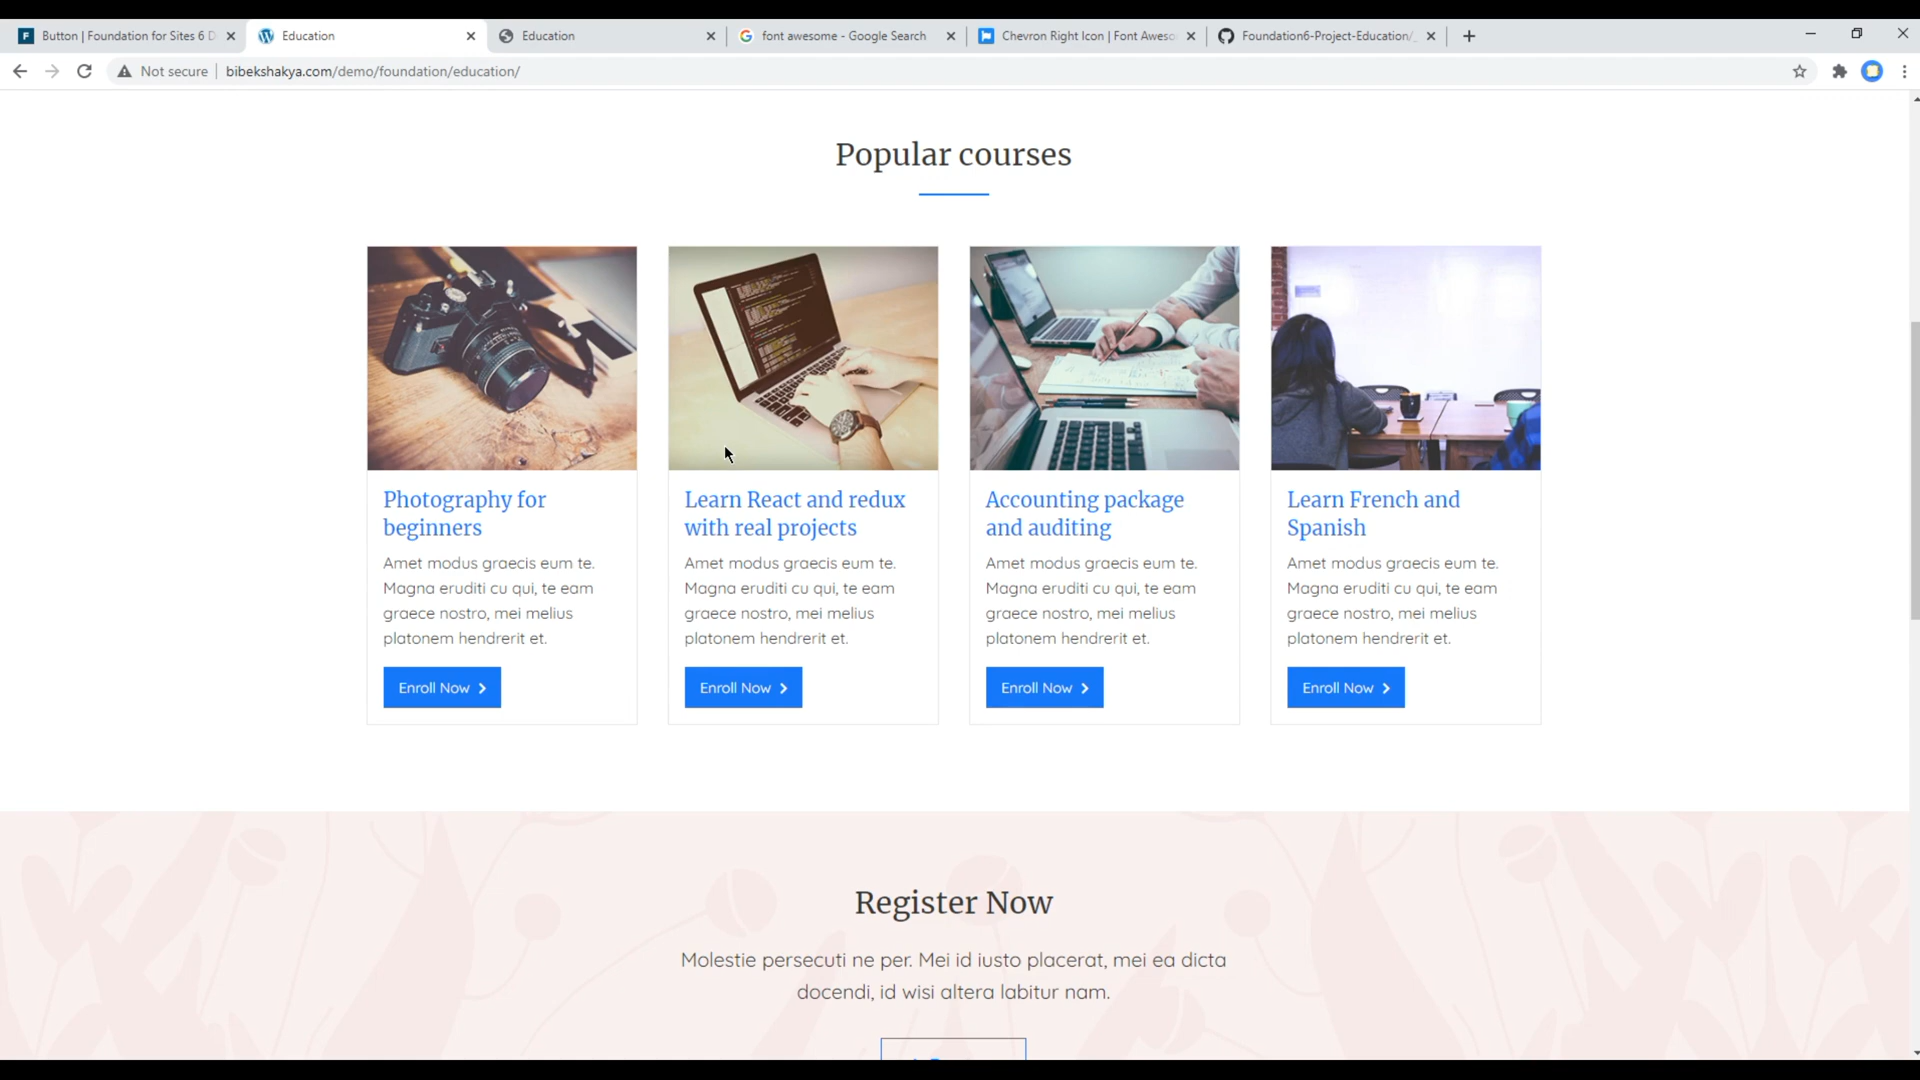 Button | Foundation for Sites 6 D
Education
Education
font awesome - Google Search
Chevron Right Icon | Font Aweso
Foundation6-Project-Education/
Not secure
bibekshakya.com/demo/foundation/education/
Popular courses
Photography for
beginners
Amet modus graecis eum te.
Magna eruditi cu qui, te eam
graece nostro, mei melius
platonem hendrerit et.
Enroll Now
Learn React and redux
with real projects
Amet modus graecis eum te.
Magna eruditi cu qui, te eam
graece nostro, mei melius
platonem hendrerit et.
Enroll Now
Accounting package
and auditing
Amet modus graecis eum te.
Magna eruditi cu qui, te eam
graece nostro, mei melius
platonem hendrerit et.
Enroll Now
Learn French and
Spanish
Amet modus graecis eum te.
Magna eruditi cu qui, te eam
graece nostro, mei melius
platonem hendrerit et.
Enroll Now
Register Now
Molestie persecuti ne per. Mei id iusto placerat, mei ea dicta
docendi, id wisi altera labitur nam.